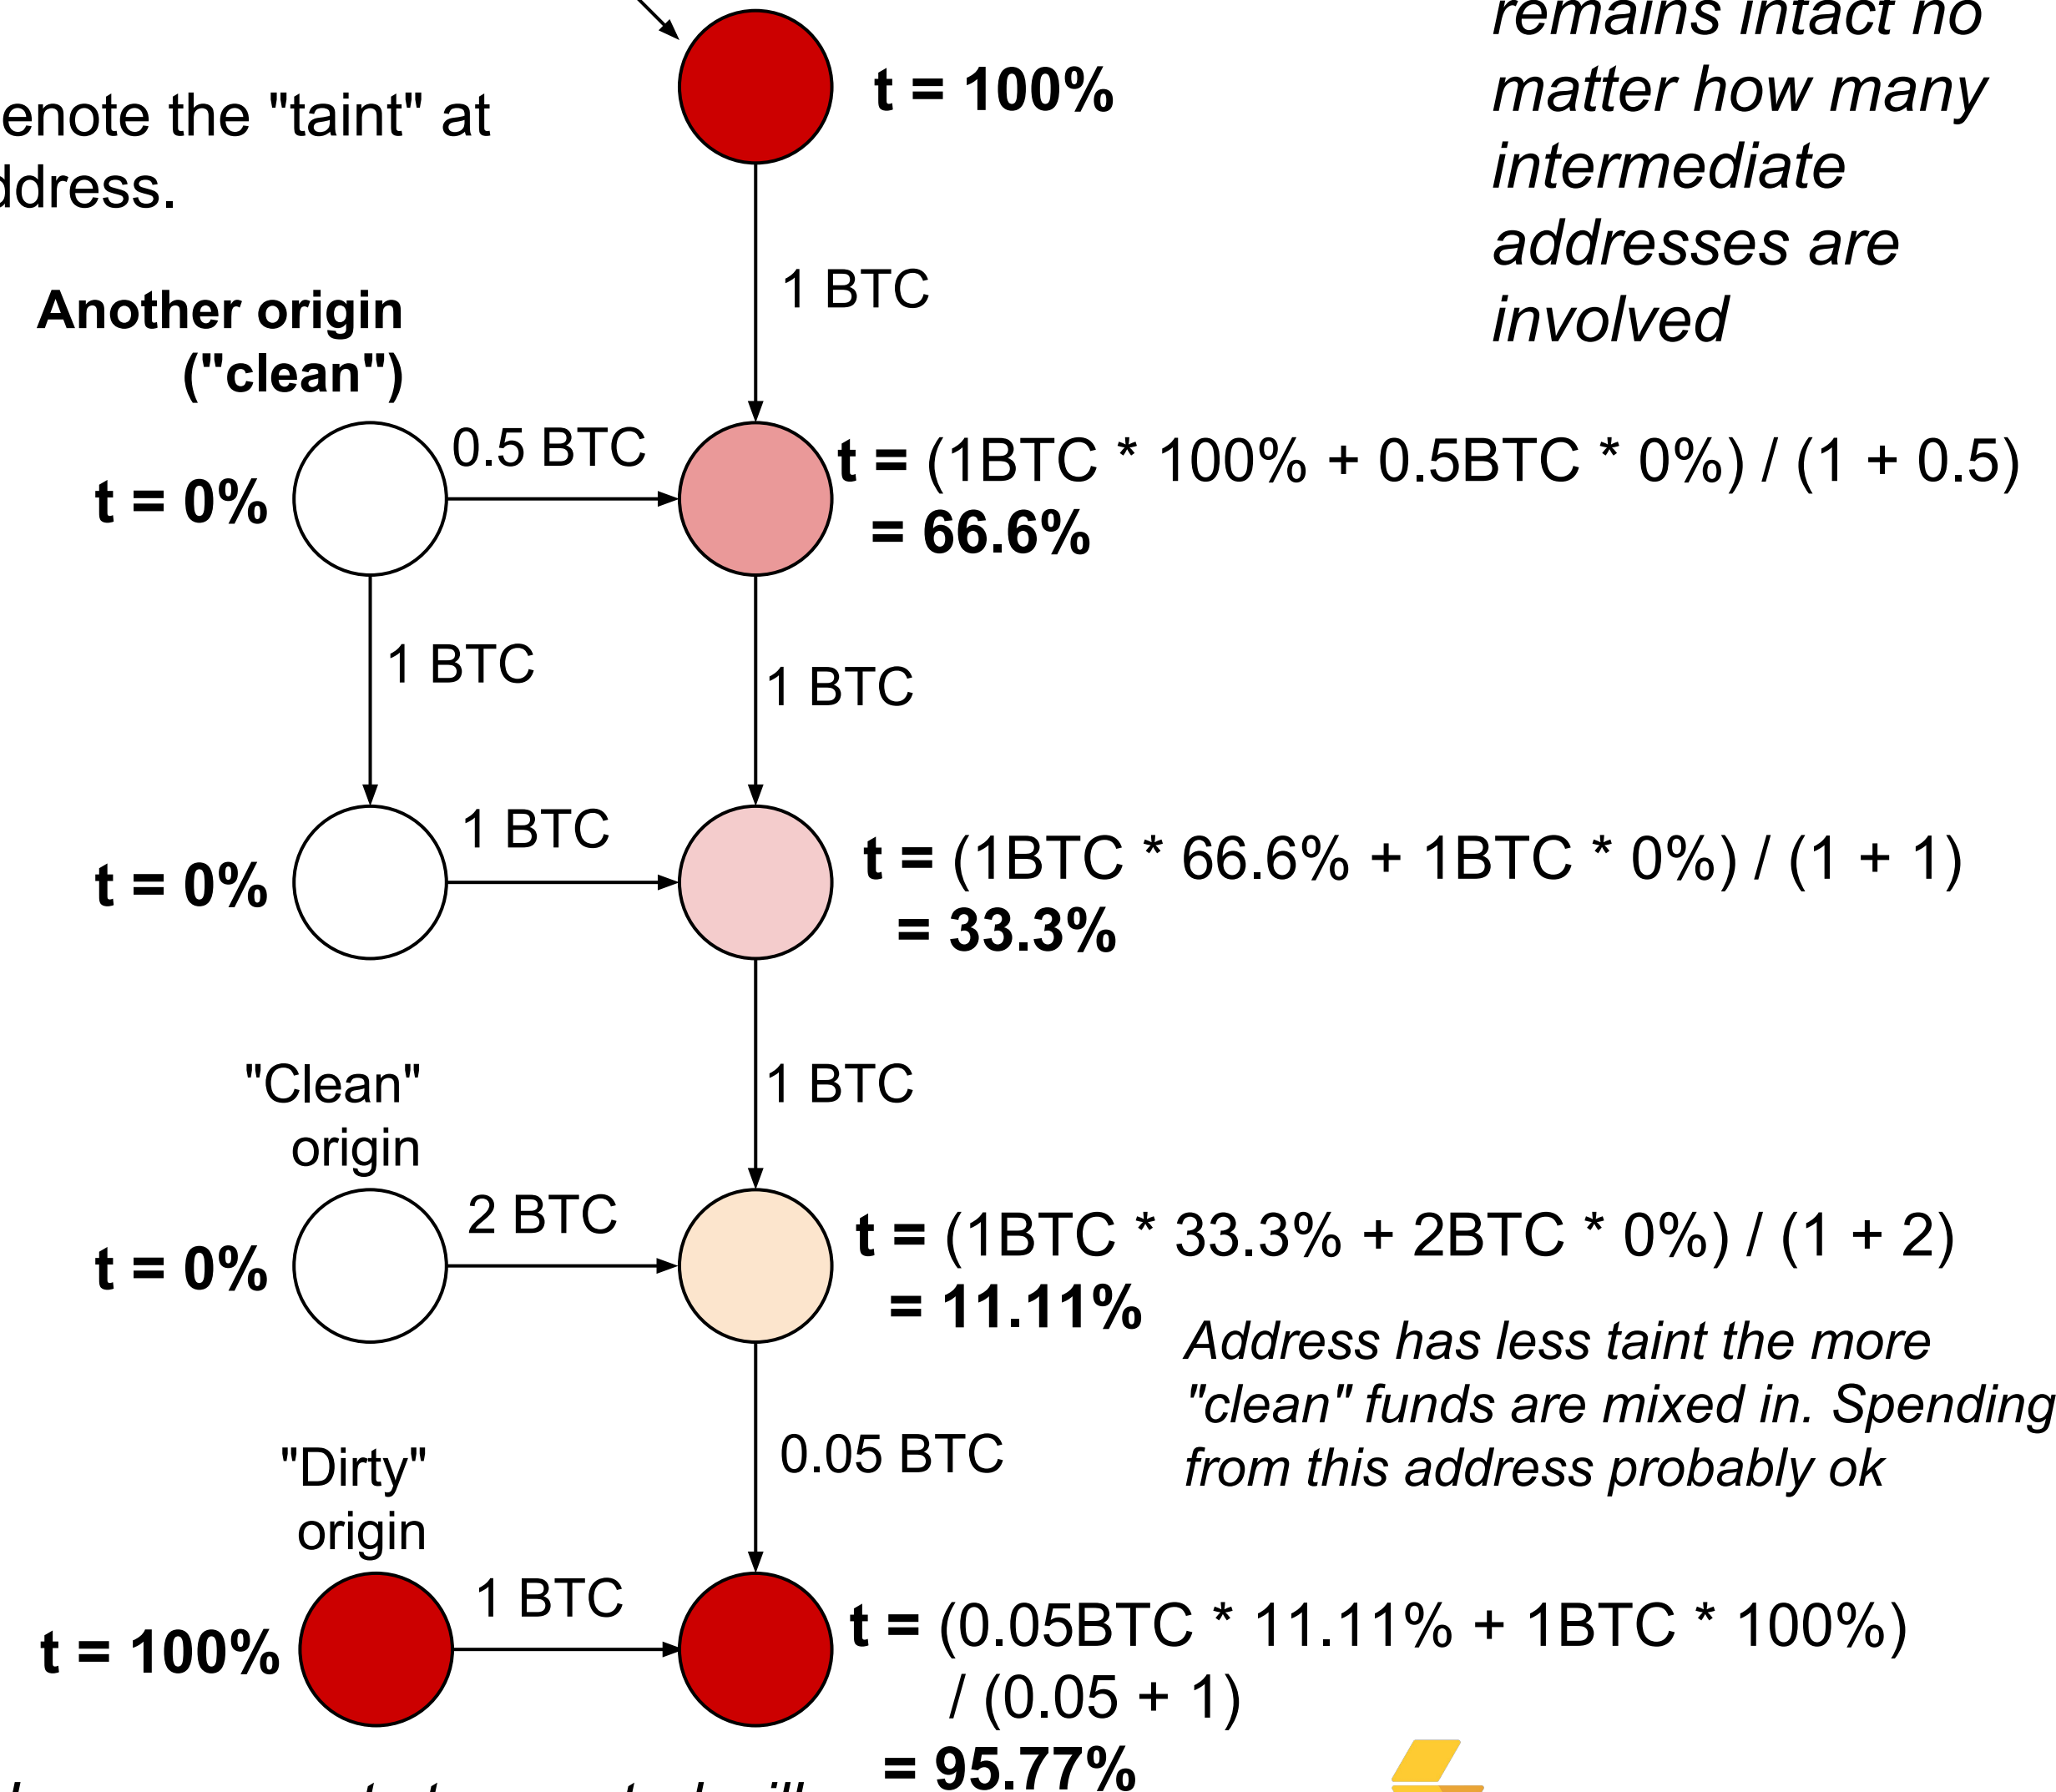 remains intact no
matter how many
intermediate
addresses are
involved
t = 100%
enote the "taint" at
ddress.
1 BTC
Another origin
("clean")
0.5 BTC
t = 0%
t = (1BTC * 100% + 0.5BTC * 0%) / (1 + 0.5)
= 66.6%
1 BTC
1 BTC
1 BTC
t = 0%
t = (1BTC * 66.6% + 1BTC * 0%) / (1 + 1)
= 33.3%
1 BTC
"Clean"
origin
2 BTC
t = 0%
t = (1BTC * 33.3% + 2BTC * 0%) / (1 + 2)
= 11.11%
Address has less taint the more
"clean" funds are mixed in. Spending
from this address probably ok
0.05 BTC
"Dirty"
origin
1 BTC
t = 100%
t = (0.05BTC * 11.11% + 1BTC * 100%)
/ (0.05 + 1)
= 95.77%